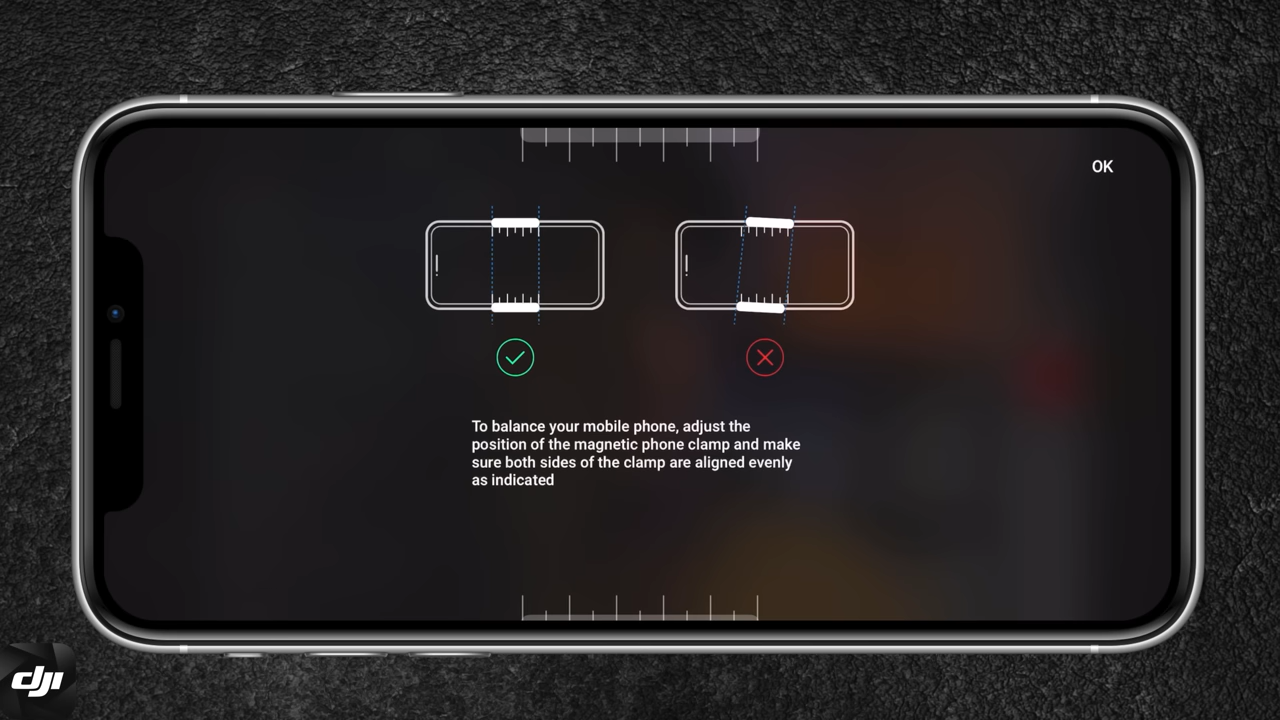 OK
To balance your mobile phone, adjust the
position of the magnetic phone clamp and make
sure both sides of the clamp are aligned evenly
as indicated
dji